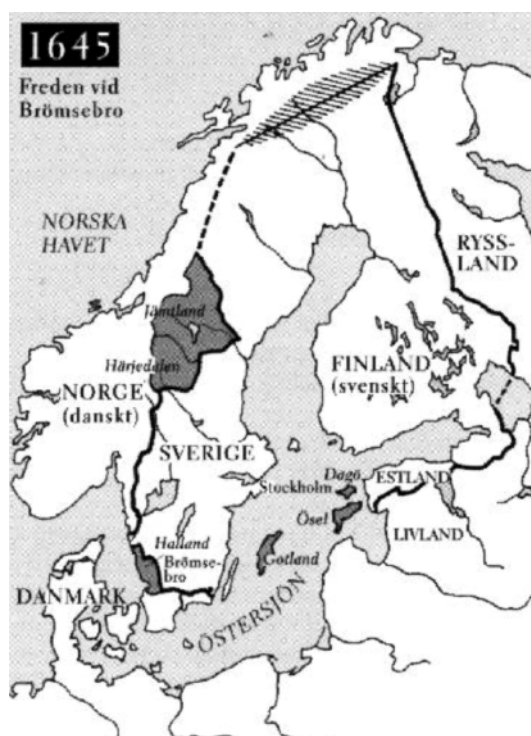 1645
Freden vid
Brömsebro
NORSKA
HAVET
RYSS-
LAND
Jämtland
Härjedalen
FINLAND
(svenskt)
NORGE
(danskt)
SVERIGE
Dagö
Stockholm
ESTLAND
Ösel
LIVLAND
Halland
Brömse-
bro
Gotland
DANMARK
ÖSTERSJÖN